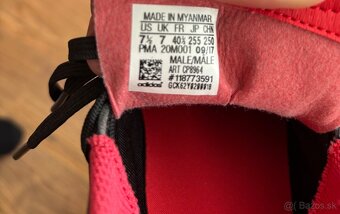 MADE IN MYANMAR
US UK FR JP CHN
7½ 7 40⅔ 255 250
PMA 20M001 09/17
MALE/MÂLE
ART CP8964
#118773591
adidas
Bazos.sk